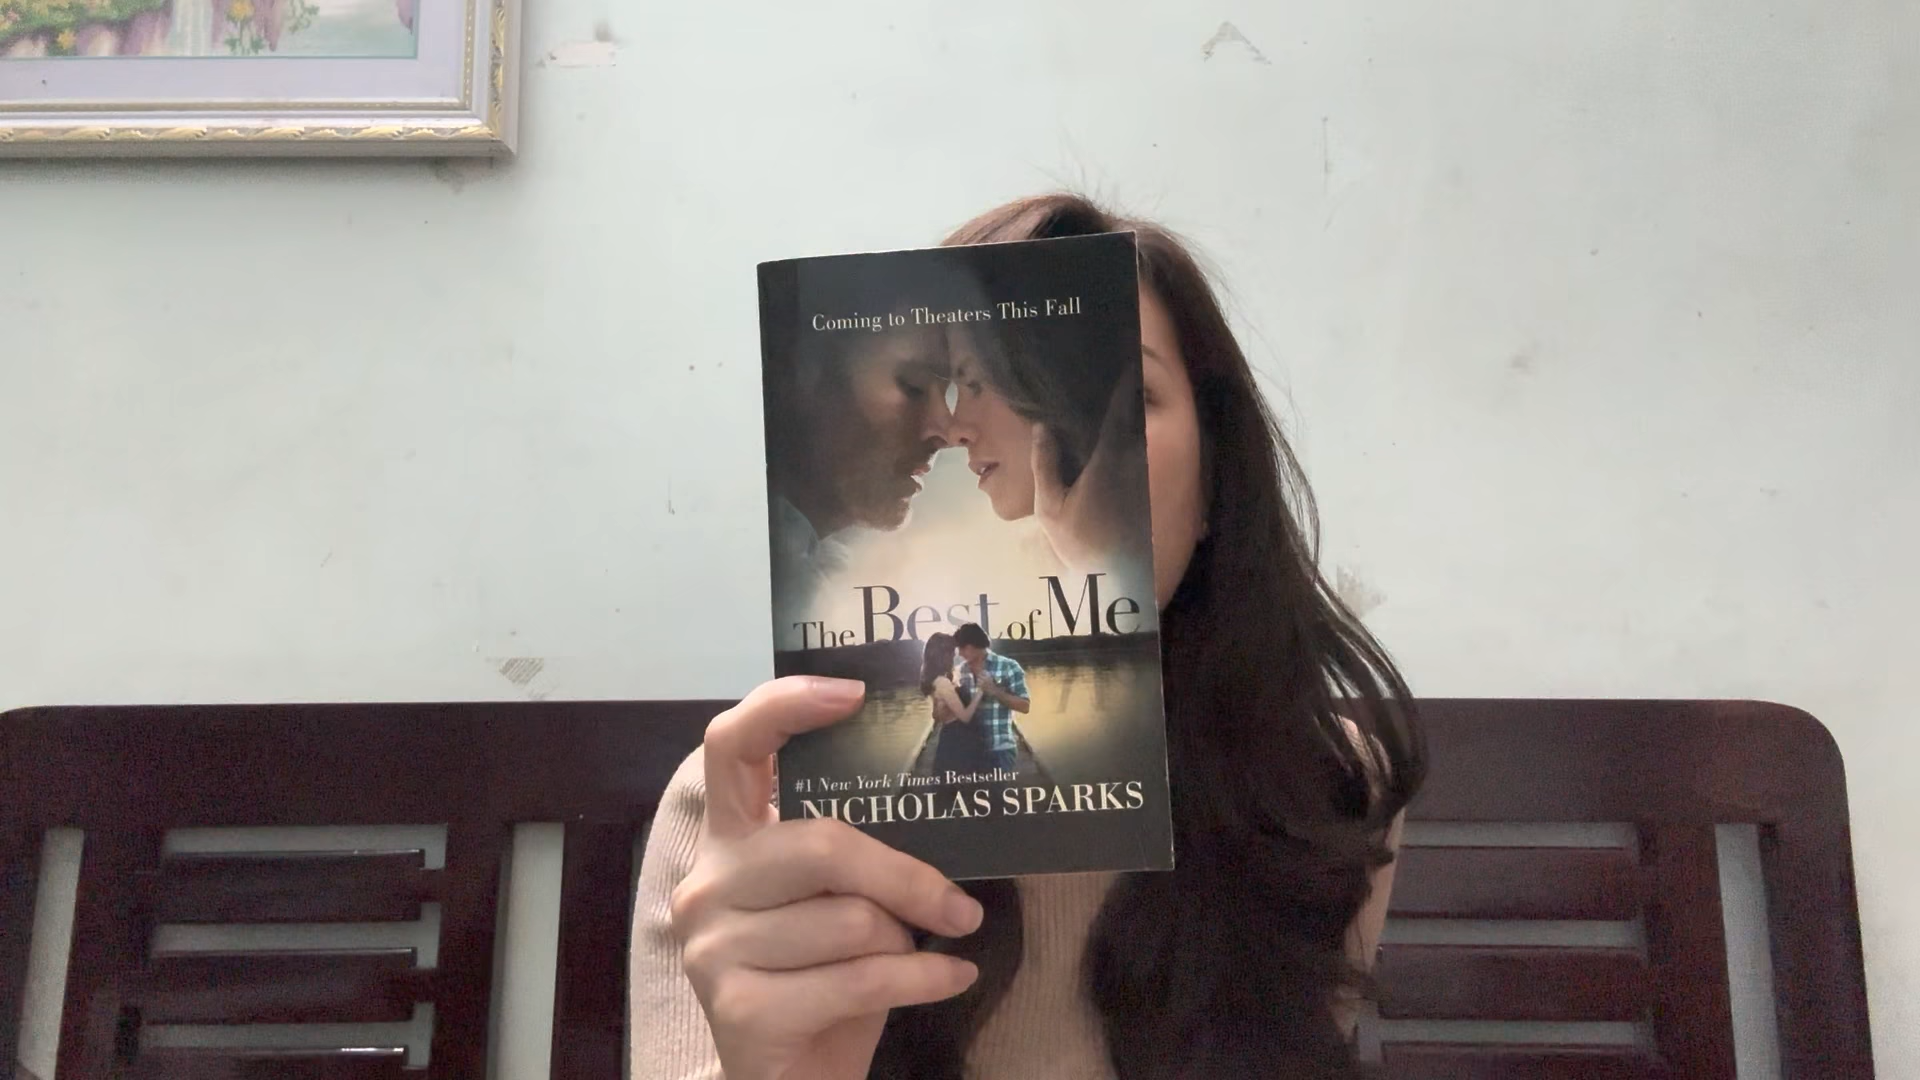 Coming to Theaters This Fall
The Best of Me
#1 New York Times Bestseller
NICHOLAS SPARKS